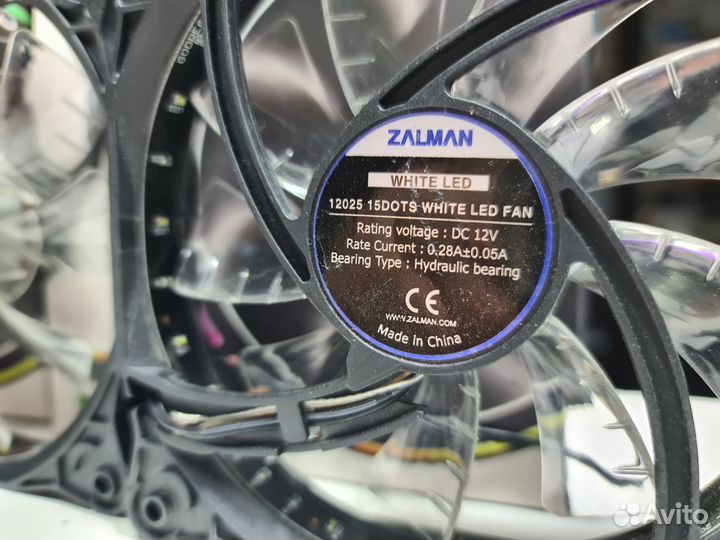 ZALMAN
WHITE LED
12025 15DOTS WHITE LED FAN
Rating voltage : DC 12V
Rate Current : 0.28A±0.05A
Bearing Type : Hydraulic bearing
CE
WWW.ZALMAN.COM
Made in China
Avito